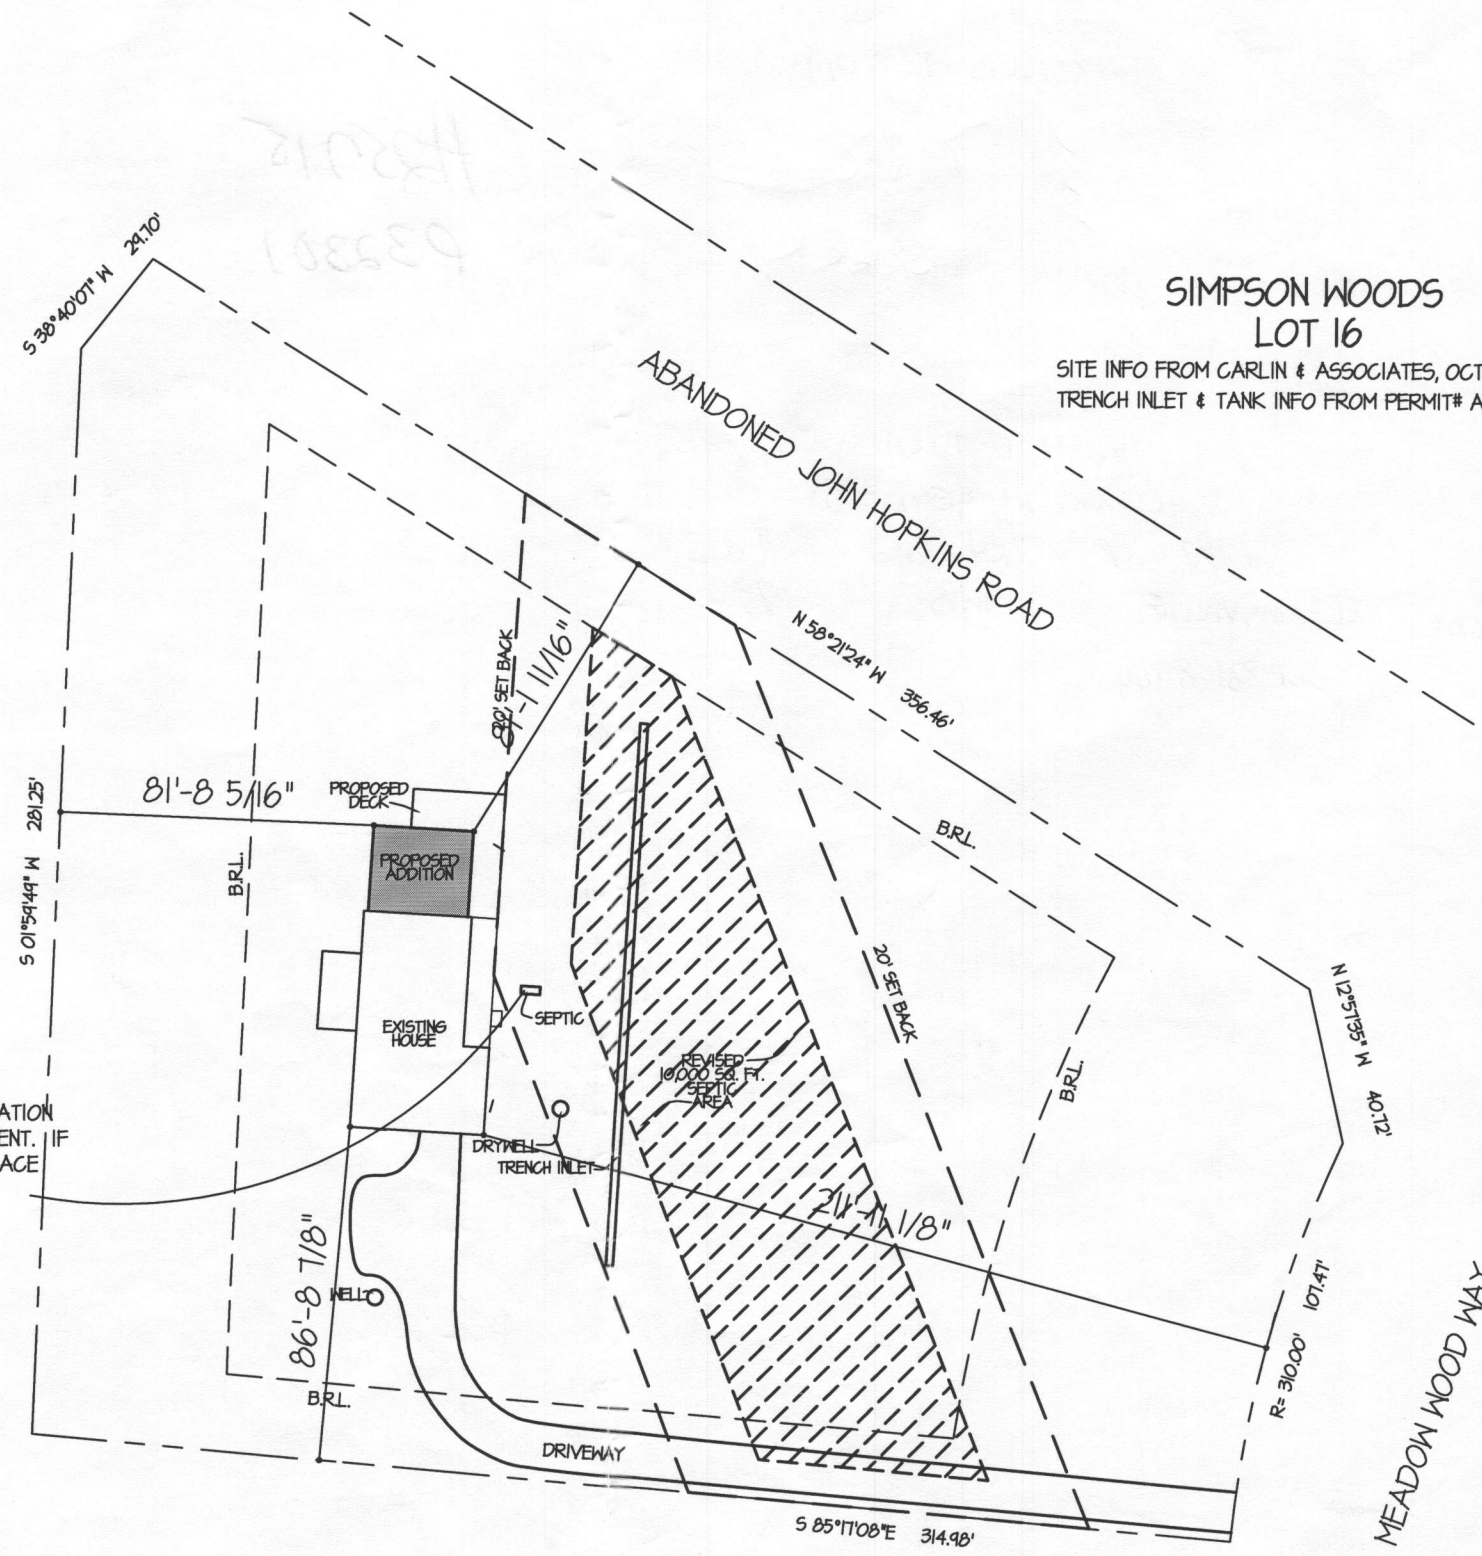 SIMPSON WOODS
LOT 16
SITE INFO FROM CARLIN & ASSOCIATES, OCT
TRENCH INLET & TANK INFO FROM PERMIT# A
S 38°40'07" W 29.70'
ABANDONED JOHN HOPKINS ROAD
N 58°21'24" W 356.46'
20' SET BACK
-1 11/16"
81'-8 5/16"
PROPOSED
DECK
PROPOSED
ADDITION
S 01°59'49" W 281.25'
B.R.L.
B.R.L.
20' SET BACK
N 12°57'35" W 40.72'
SEPTIC
EXISTING
HOUSE
REVISED
10,000 SQ. FT.
SEPTIC
AREA
B.R.L.
ATION
ENT. IF
ACE
DRYWELL
TRENCH INLET
1/8"
86'-8 7/8"
WELL
B.R.L.
R= 310.00' 107.47'
MEADOW WOOD WAY
DRIVEWAY
S 85°17'08"E 314.98'